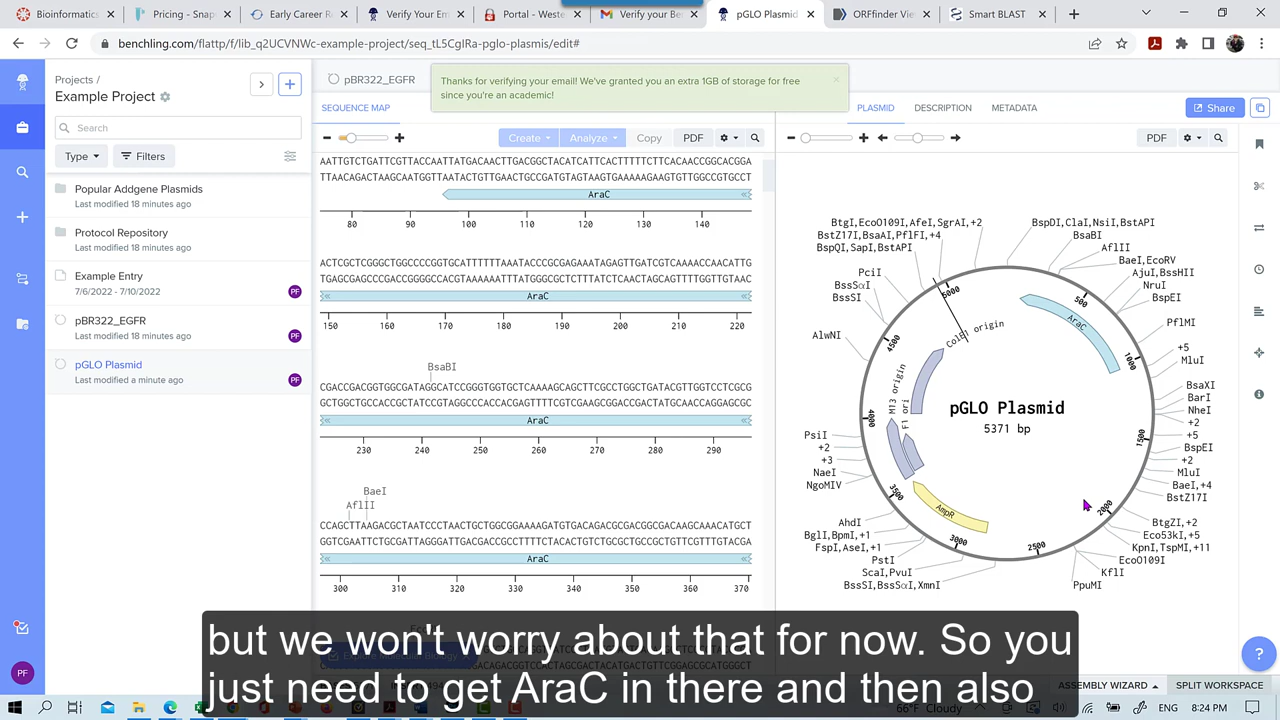 Pricing - Snap
Early Career R
Verify your Em
Portal - Weste
Verify your Be
pGLO Plasmid
ORFfinder View
Smart BLAST
benchling.com/flattp/f/lib_q2UCVNWc-example-project/seq_tL5CgIRa-pglo-plasmis/edit#
Projects /
Example Project
Search
Type
Filters
Popular Addgene Plasmids
Last modified 18 minutes ago
Protocol Repository
Last modified 18 minutes ago
Example Entry
7/6/2022 - 7/10/2022
PF
pBR322_EGFR
Last modified 18 minutes ago
PF
pGLO Plasmid
Last modified a minute ago
PF
PF
pBR322_EGFR
Thanks for verifying your email! We've granted you an extra 1GB of storage for free
since you're an academic!
SEQUENCE MAP
Create
Analyze
Copy
PDF
AATTGTCTGATTCGTTACCAATTATGACAACTTGACGGCTACATCATTCACTTTTTCTTCACAACCGGCACGGA
TTAACAGACTAAGCAATGGTTAATACTGTTGAACTGCCGATGTAGTAAGTGAAAAAGAAGTGTTGGCCGTGCCT
AraC
80 90 100 110 120 130 140
ACTCGCTCGGGCTGGCCCCGGTGCATTTTTTAAATACCCGCGAGAAATAGAGTTGATCGTCAAAACCAACATTG
TGAGCGAGCCCGACCGGGGCCACGTAAAAAATTTATGGGCGCTCTTTATCTCAACTAGCAGTTTTGGTTGTAAC
AraC
150 160 170 180 190 200 210 220
BsaBI
CGACCGACGGTGGCGATAGGCATCCGGGTGGTGCTCAAAAGCAGCTTCGCCTGGCTGATACGTTGGTCCTCGCG
GCTGGCTGCCACCGCTATCCGTAGGCCCACCACGAGTTTTCGTCGAAGCGGACCGACTATGCAACCAGGAGCGC
AraC
230 240 250 260 270 280 290
BaeI
AflII
CCAGCTTAAGACGCTAATCCCTAACTGCTGGCGGAAAAGATGTGACAGACGCGACGGCGACAAGCAAACATGCT
GGTCGAATTCTGCGATTAGGGATTGACGACCGCCTTTTCTACACTGTCTGCGCTGCCGCTGTTCGTTTGTACGA
AraC
300 310 320 330 340 350 360 370
PLASMID
DESCRIPTION
METADATA
Share
PDF
BtgI,EcoO109I,AfeI,SgrAI,+2
BstZ17I,BsaAI,PflFI,+4
BspQI,SapI,BstAPI
PciI
BssSαI
BssSI
AlwNI
BspDI,ClaI,NsiI,BstAPI
BsaBI
AflII
BaeI,EcoRV
AjuI,BssHII
NruI
BspEI
PflMI
+5
MluI
BsaXI
BarI
NheI
+2
+5
BspEI
+2
MluI
BaeI,+4
BstZ17I
BtgZI,+2
Eco53kI,+5
KpnI,TspMI,+11
EcoO109I
KflI
PpuMI
PsiI
+2
+3
NaeI
NgoMIV
AhdI
BglI,BpmI,+1
FspI,AseI,+1
PstI
ScaI,PvuI
BssSI,BssSαI,XmnI
500
1000
1500
2000
2500
3000
3500
4000
4500
5000
AraC
ColE1 origin
M13 origin
F1 ori
AmpR
pGLO Plasmid
5371 bp
but we won't worry about that for now. So you
just need to get AraC in there and then also
ASSEMBLY WIZARD
SPLIT WORKSPACE
66°F Cloudy
ENG
8:24 PM